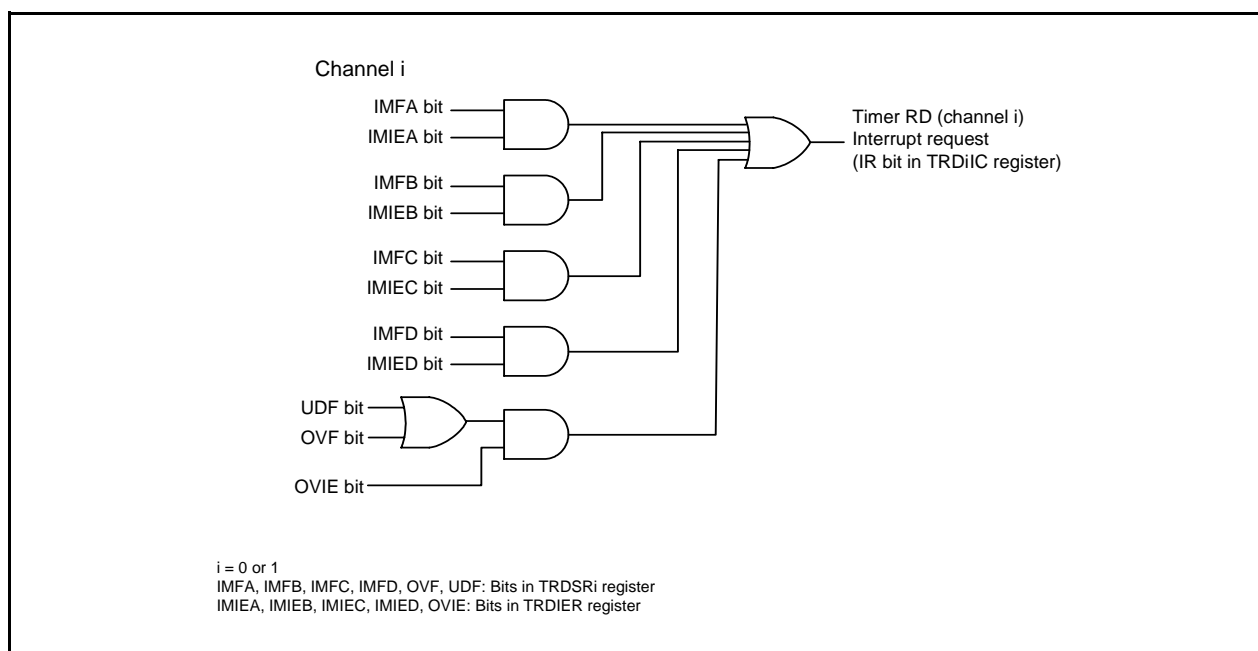 Channel i
IMFA bit
IMIEA bit
IMFB bit
IMIEB bit
IMFC bit
IMIEC bit
IMFD bit
IMIED bit
UDF bit
OVF bit
OVIE bit
Timer RD (channel i)
Interrupt request
(IR bit in TRDiIC register)
i = 0 or 1
IMFA, IMFB, IMFC, IMFD, OVF, UDF: Bits in TRDSRi register
IMIEA, IMIEB, IMIEC, IMIED, OVIE: Bits in TRDIER register